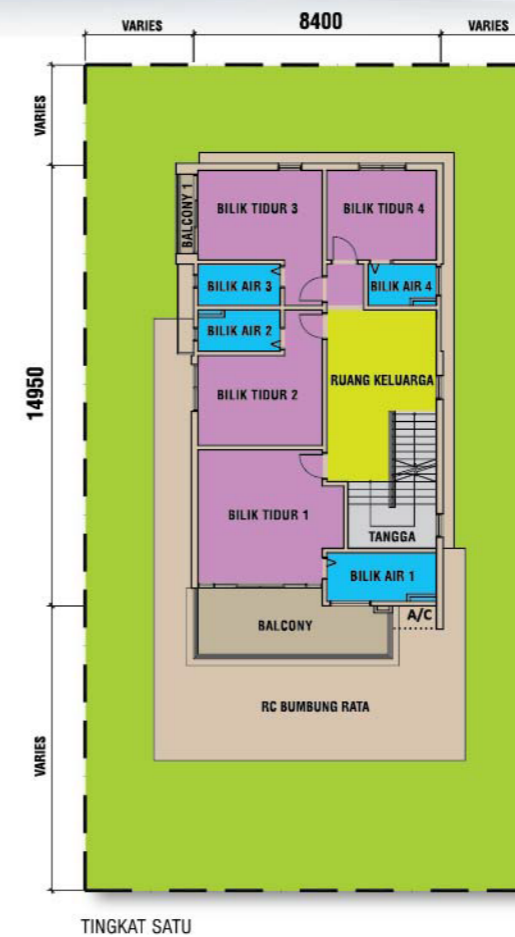 VARIES
8400
VARIES
VARIES
14950
VARIES
BALCONY 1
BILIK TIDUR 3
BILIK TIDUR 4
BILIK AIR 3
BILIK AIR 4
BILIK AIR 2
RUANG KELUARGA
BILIK TIDUR 2
BILIK TIDUR 1
TANGGA
BILIK AIR 1
A/C
BALCONY
RC BUMBUNG RATA
TINGKAT SATU